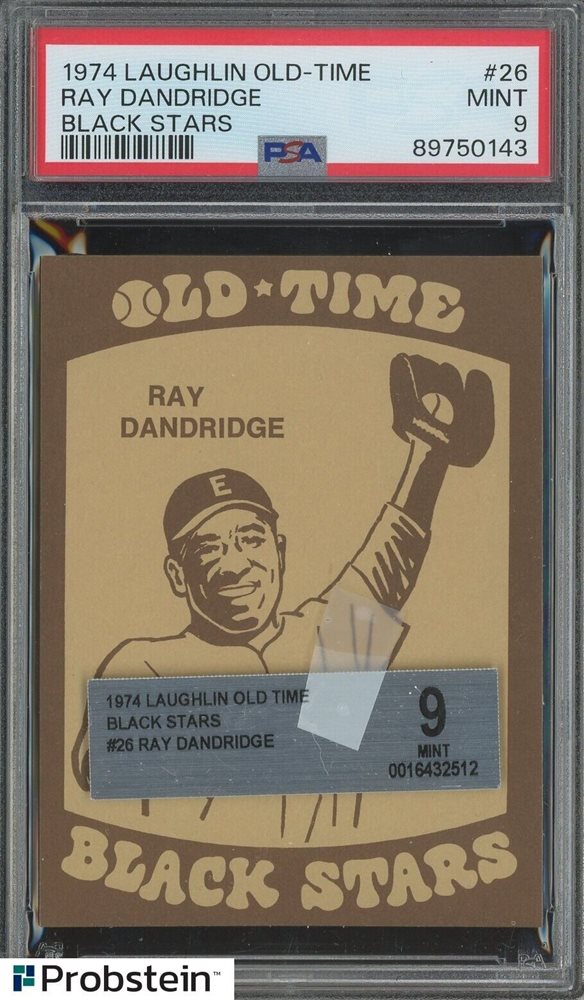 1974 LAUGHLIN OLD-TIME #26
RAY DANDRIDGE MINT
BLACK STARS 9
PSA 89750143
OLD★TIME
RAY
DANDRIDGE
E
1974 LAUGHLIN OLD TIME
BLACK STARS
#26 RAY DANDRIDGE
9
MINT
0016432512
BLACK STARS
Probstein™